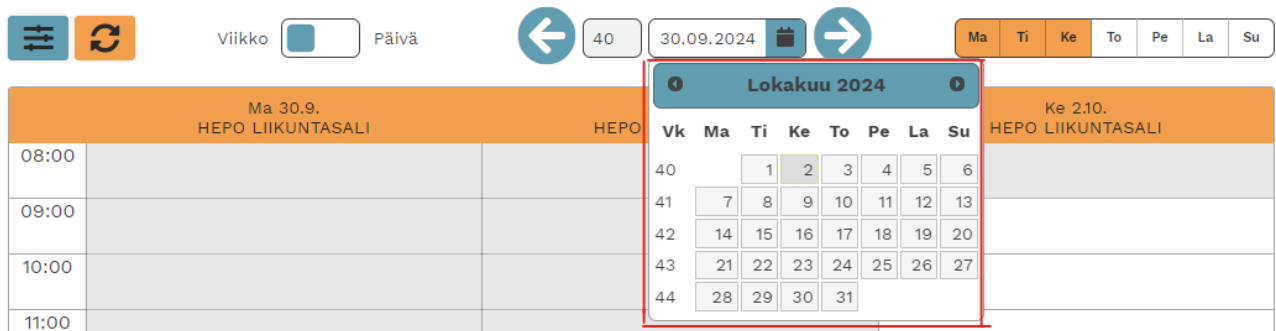 Viikko Päivä 40 30.09.2024 Ma Ti Ke To Pe La Su
Lokakuu 2024
Ma 30.9. Ke 2.10.
HEPO LIIKUNTASALI HEPO HEPO LIIKUNTASALI
Vk Ma Ti Ke To Pe La Su
08:00
40 1 2 3 4 5 6
41 7 8 9 10 11 12 13
09:00
42 14 15 16 17 18 19 20
10:00
43 21 22 23 24 25 26 27
44 28 29 30 31
11:00